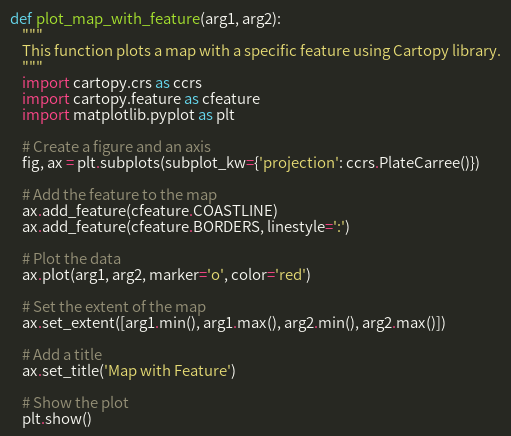 def plot_map_with_feature(arg1, arg2):
    """
    This function plots a map with a specific feature using Cartopy library.
    """
    import cartopy.crs as ccrs
    import cartopy.feature as cfeature
    import matplotlib.pyplot as plt

    # Create a figure and an axis
    fig, ax = plt.subplots(subplot_kw={'projection': ccrs.PlateCarree()})

    # Add the feature to the map
    ax.add_feature(cfeature.COASTLINE)
    ax.add_feature(cfeature.BORDERS, linestyle=':')

    # Plot the data
    ax.plot(arg1, arg2, marker='o', color='red')

    # Set the extent of the map
    ax.set_extent([arg1.min(), arg1.max(), arg2.min(), arg2.max()])

    # Add a title
    ax.set_title('Map with Feature')

    # Show the plot
    plt.show()